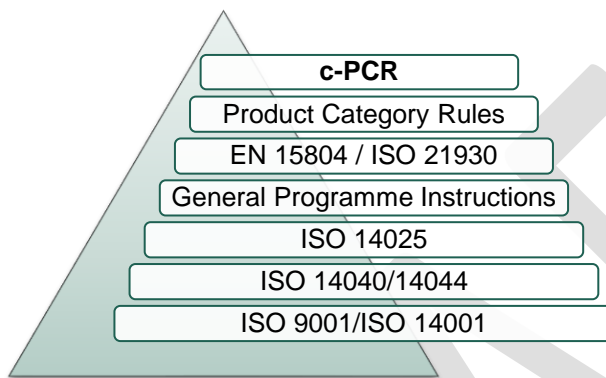 c-PCR
Product Category Rules
EN 15804 / ISO 21930
General Programme Instructions
ISO 14025
ISO 14040/14044
ISO 9001/ISO 14001